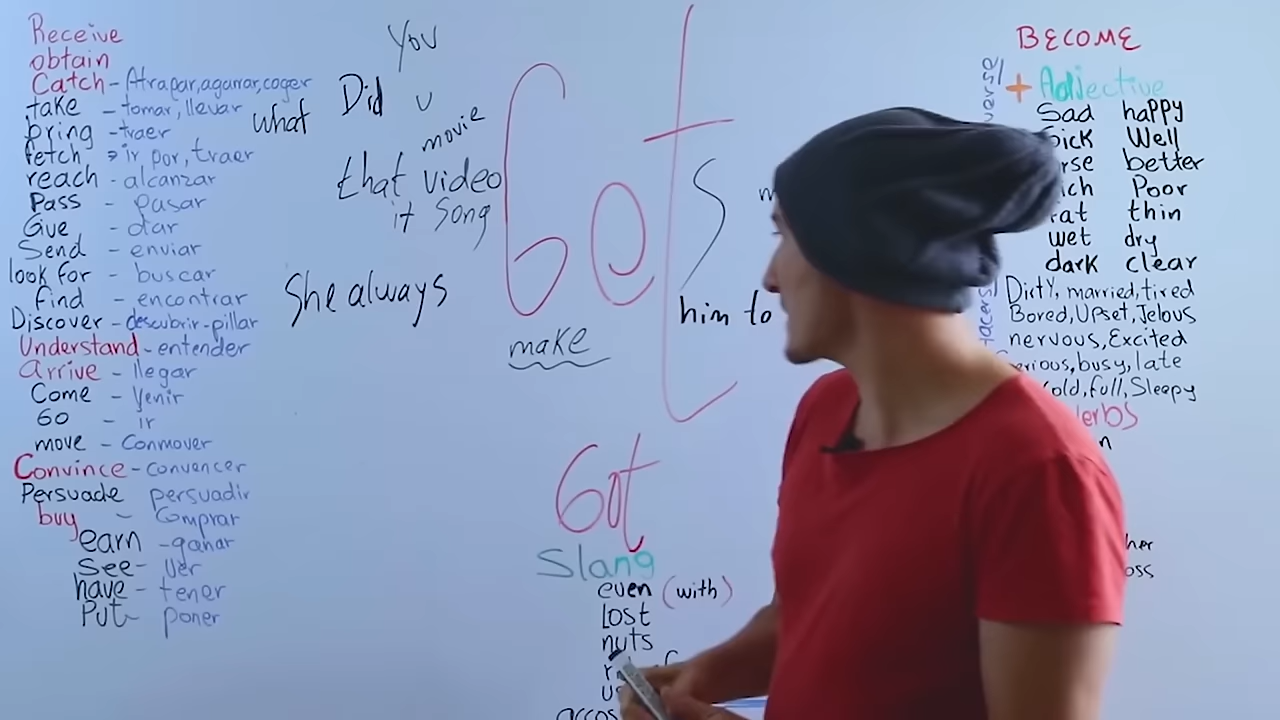 Receive
obtain
Catch - Atrapar, agarrar, coger
take - tomar, llevar
bring - traer
fetch → ir por, traer
reach - alcanzar
Pass - pasar
Give - dar
Send - enviar
look for - buscar
find - encontrar
Discover - descubrir - pillar
Understand - entender
Arrive - llegar
Come - Venir
Go - ir
move - Conmover
Convince - convencer
Persuade persuadir
buy - Comprar
earn - ganar
See - ver
have - tener
Put - poner
You
what Did U
movie
that video
it Song
She always
Get
S
make
him to
Got
Slang
even (with)
Lost
nuts
BECOME
+ Adjective
Sad happy
Sick Well
better
Poor
thin
wet dry
dark clear
Dirty, married, tired
Bored, Upset, Jelous
nervous, Excited
busy, late
full, Sleepy